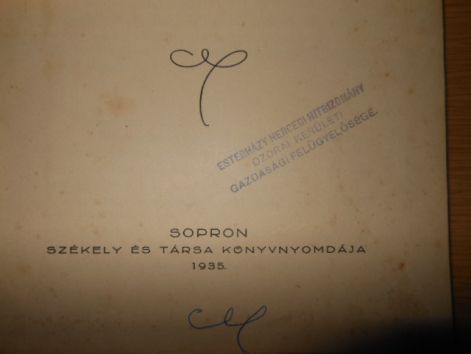 ESTERHÁZY HERCEGI HITBIZOMÁNY
OZORAI KERÜLETI
GAZDASÁGI FELÜGYELŐSÉGE.
SOPRON
SZÉKELY ÉS TÁRSA KÖNYVNYOMDÁJA
1935.